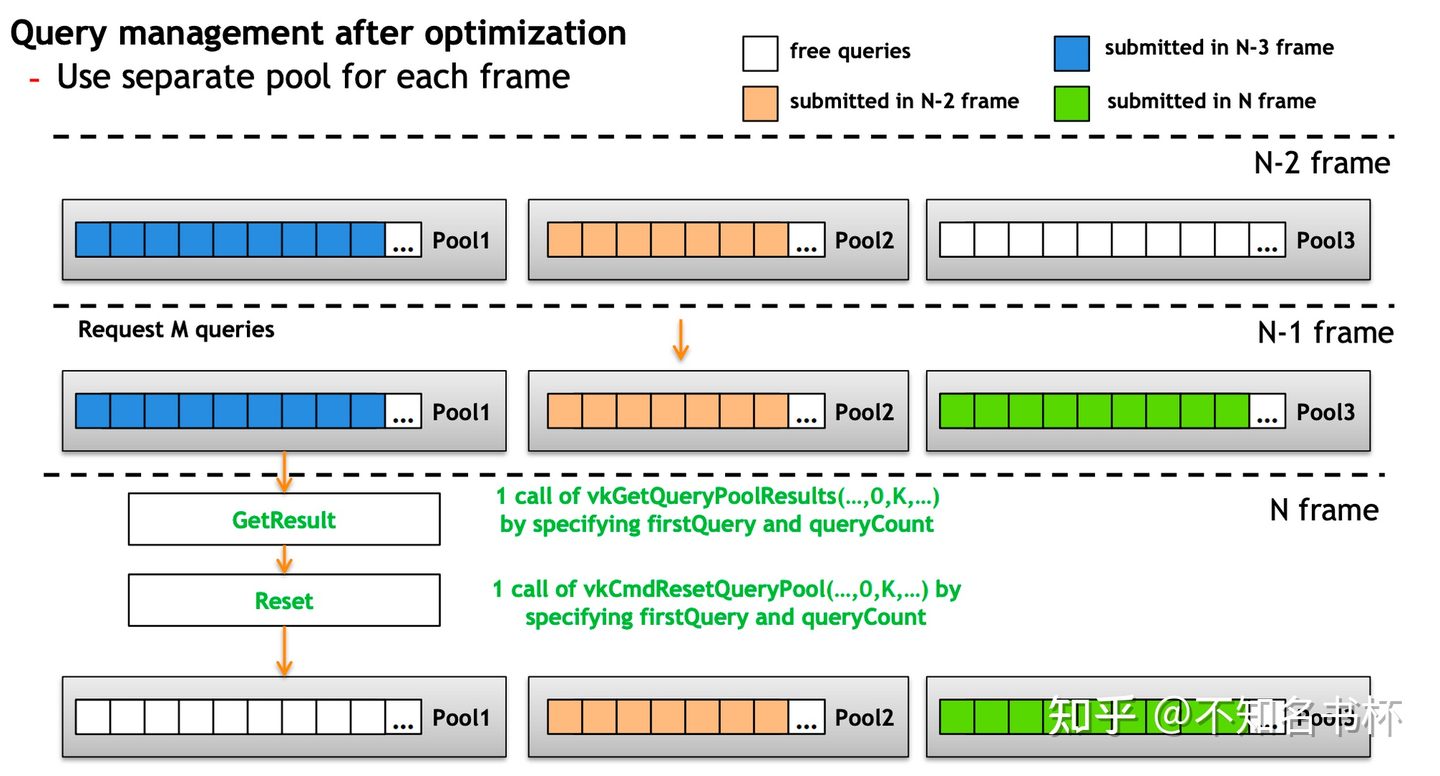 Query management after optimization
- Use separate pool for each frame
free queries
submitted in N-3 frame
submitted in N-2 frame
submitted in N frame
N-2 frame
... Pool1
... Pool2
... Pool3
Request M queries
N-1 frame
... Pool1
... Pool2
... Pool3
GetResult
1 call of vkGetQueryPoolResults(...,0,K,...)
by specifying firstQuery and queryCount
N frame
Reset
1 call of vkCmdResetQueryPool(...,0,K,...) by
specifying firstQuery and queryCount
... Pool1
... Pool2
... Pool3
知乎 @不知名书杯